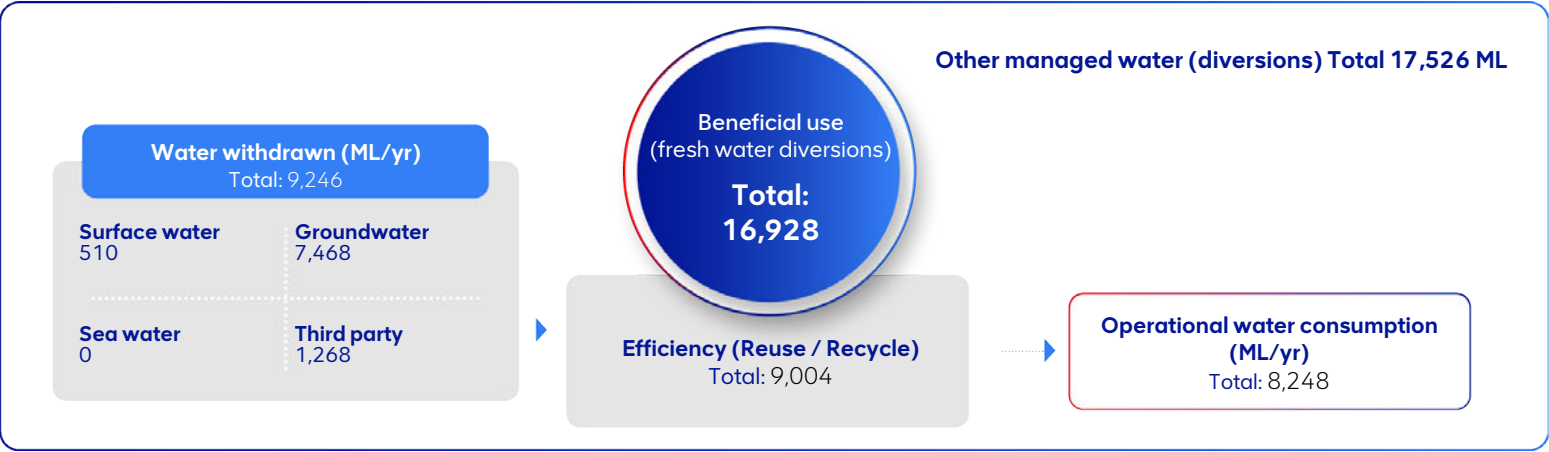 Other managed water (diversions) Total 17,526 ML
Water withdrawn (ML/yr)
Total: 9,246
Surface water
510
Groundwater
7,468
Sea water
0
Third party
1,268
Beneficial use
(fresh water diversions)
Total:
16,928
Efficiency (Reuse / Recycle)
Total: 9,004
Operational water consumption
(ML/yr)
Total: 8,248